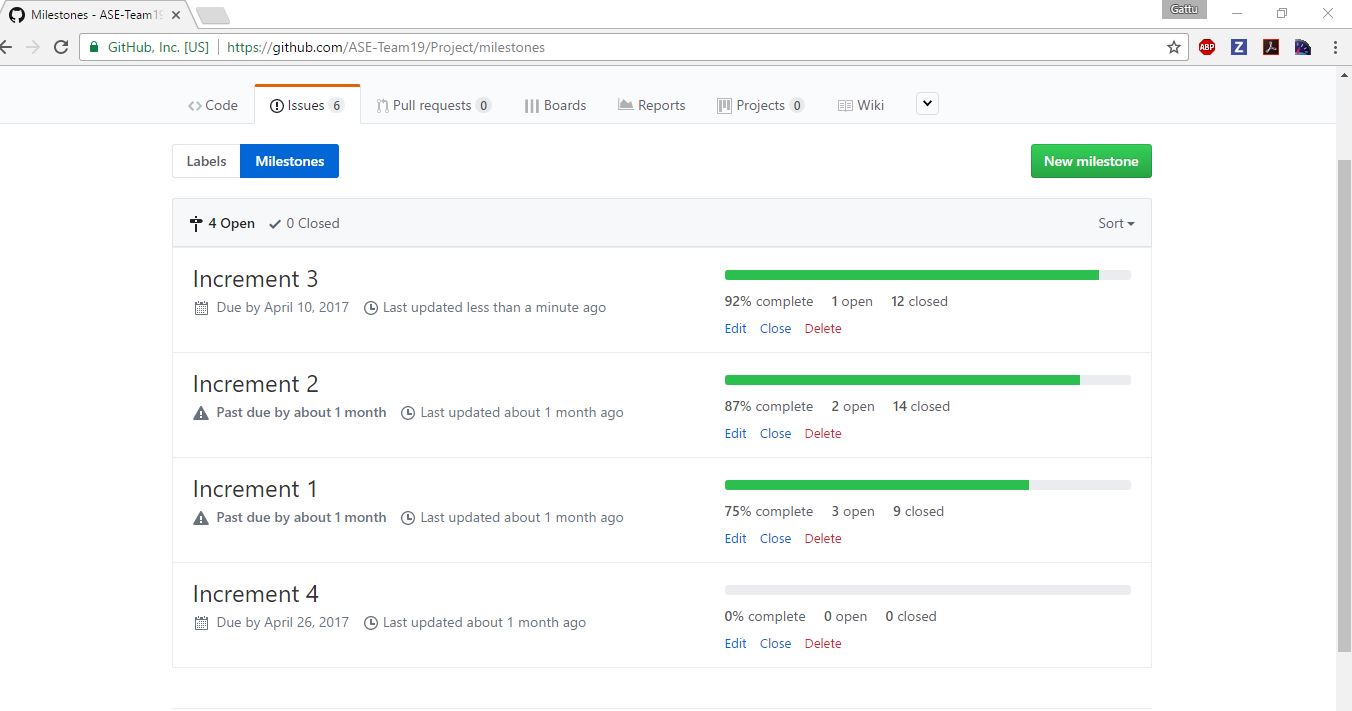 Milestones - ASE-Team19
Gattu
GitHub, Inc. [US] https://github.com/ASE-Team19/Project/milestones
ABP Z
Code Issues 6 Pull requests 0 Boards Reports Projects 0 Wiki
Labels Milestones New milestone
4 Open 0 Closed Sort
Increment 3
Due by April 10, 2017 Last updated less than a minute ago
92% complete 1 open 12 closed
Edit Close Delete
Increment 2
Past due by about 1 month Last updated about 1 month ago
87% complete 2 open 14 closed
Edit Close Delete
Increment 1
Past due by about 1 month Last updated about 1 month ago
75% complete 3 open 9 closed
Edit Close Delete
Increment 4
Due by April 26, 2017 Last updated about 1 month ago
0% complete 0 open 0 closed
Edit Close Delete